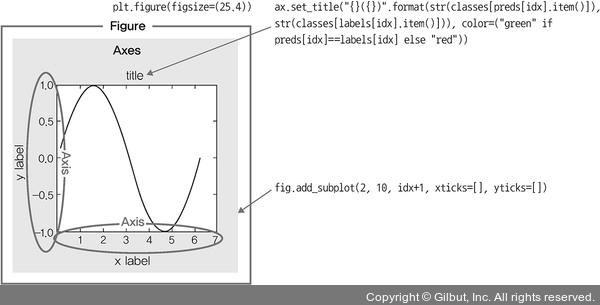 plt.figure(figsize=(25.4))
ax.set_title("{}({})".format(str(classes[preds[idx].item()]),
str(classes[labels[idx].item()])), color=("green" if
preds[idx]==labels[idx] else "red"))
Figure
Axes
title
1.0
0.5
0.0
-0.5
-1.0
y label
Axis
Axis
1 2 3 4 5 6 7
x label
fig.add_subplot(2, 10, idx+1, xticks=[], yticks=[])
Copyright © Gilbut, Inc. All rights reserved.